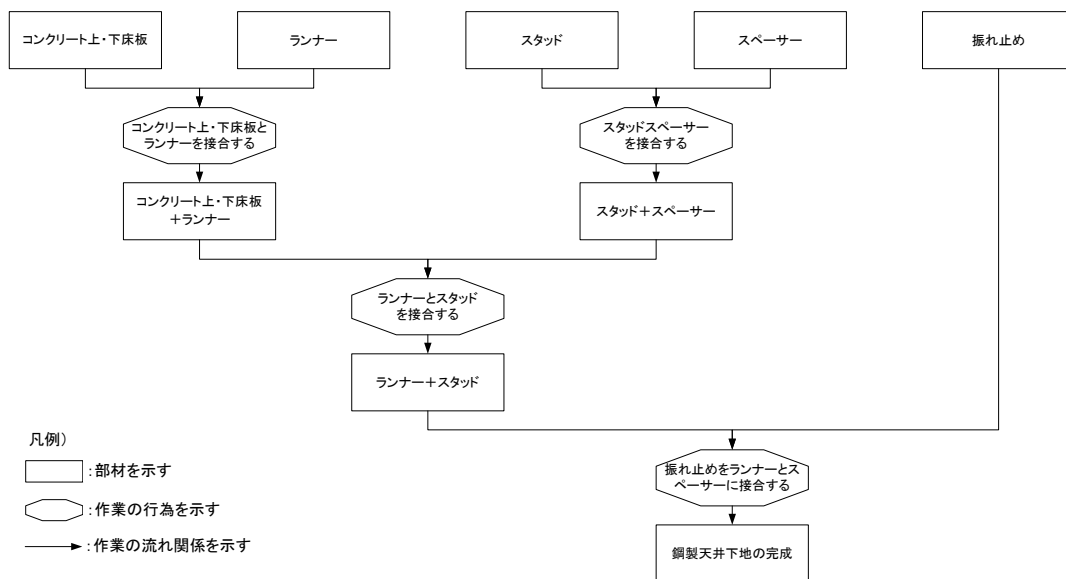 コンクリート上・下床板
ランナー
スタッド
スペーサー
振れ止め
コンクリート上・下床板と
ランナーを接合する
スタッドスペーサー
を接合する
コンクリート上・下床板
＋ランナー
スタッド＋スペーサー
ランナーとスタッド
を接合する
ランナー＋スタッド
振れ止めをランナーとス
ペーサーに接合する
鋼製天井下地の完成
凡例）
：部材を示す
：作業の行為を示す
：作業の流れ関係を示す